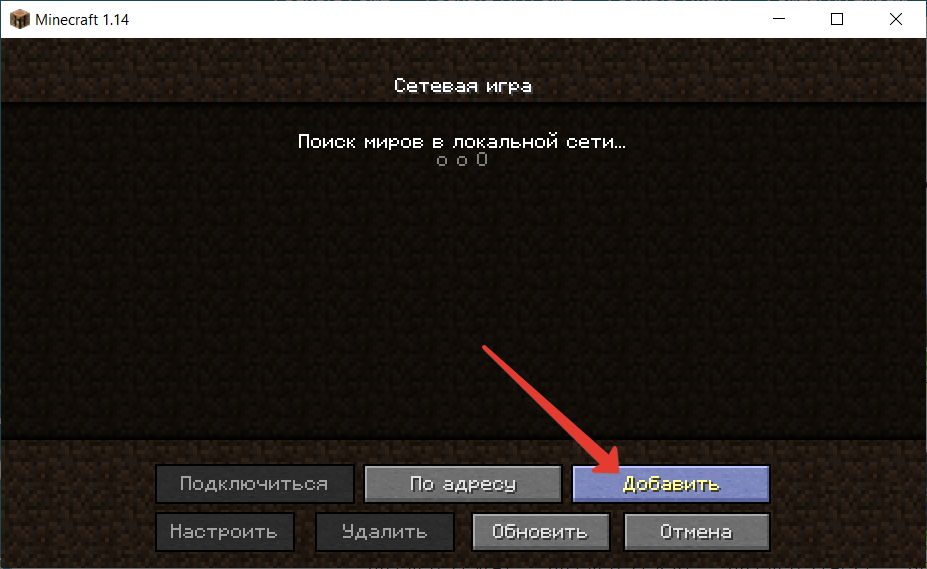 Minecraft 1.14
Сетевая игра
Поиск миров в локальной сети...
o o O
Подключиться По адресу Добавить
Настроить Удалить Обновить Отмена